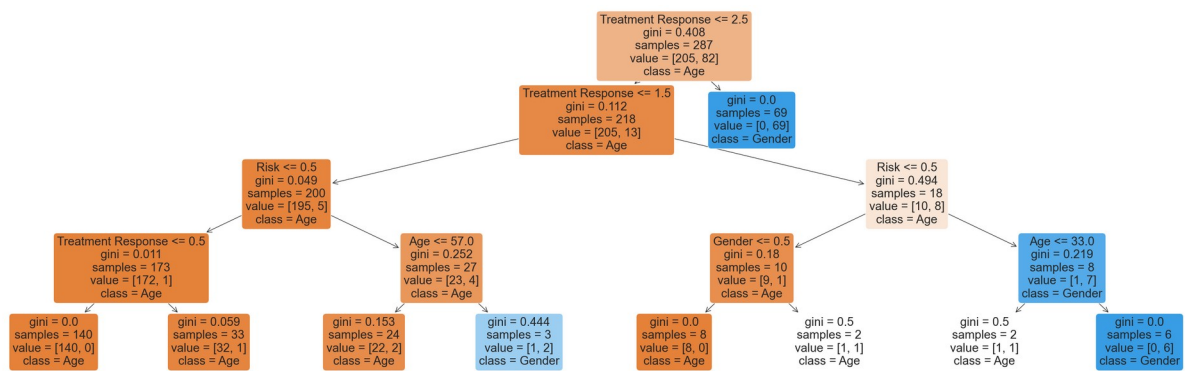 Treatment Response <= 2.5
gini = 0.408
samples = 287
value = [205, 82]
class = Age
Treatment Response <= 1.5
gini = 0.112
samples = 218
value = [205, 13]
class = Age
gini = 0.0
samples = 69
value = [0, 69]
class = Gender
Risk <= 0.5
gini = 0.049
samples = 200
value = [195, 5]
class = Age
Risk <= 0.5
gini = 0.494
samples = 18
value = [10, 8]
class = Age
Treatment Response <= 0.5
gini = 0.011
samples = 173
value = [172, 1]
class = Age
Age <= 57.0
gini = 0.252
samples = 27
value = [23, 4]
class = Age
Gender <= 0.5
gini = 0.18
samples = 10
value = [9, 1]
class = Age
Age <= 33.0
gini = 0.219
samples = 8
value = [1, 7]
class = Gender
gini = 0.0
samples = 140
value = [140, 0]
class = Age
gini = 0.059
samples = 33
value = [32, 1]
class = Age
gini = 0.153
samples = 24
value = [22, 2]
class = Age
gini = 0.444
samples = 3
value = [1, 2]
class = Gender
gini = 0.0
samples = 8
value = [8, 0]
class = Age
gini = 0.5
samples = 2
value = [1, 1]
class = Age
gini = 0.5
samples = 2
value = [1, 1]
class = Age
gini = 0.0
samples = 6
value = [0, 6]
class = Gender